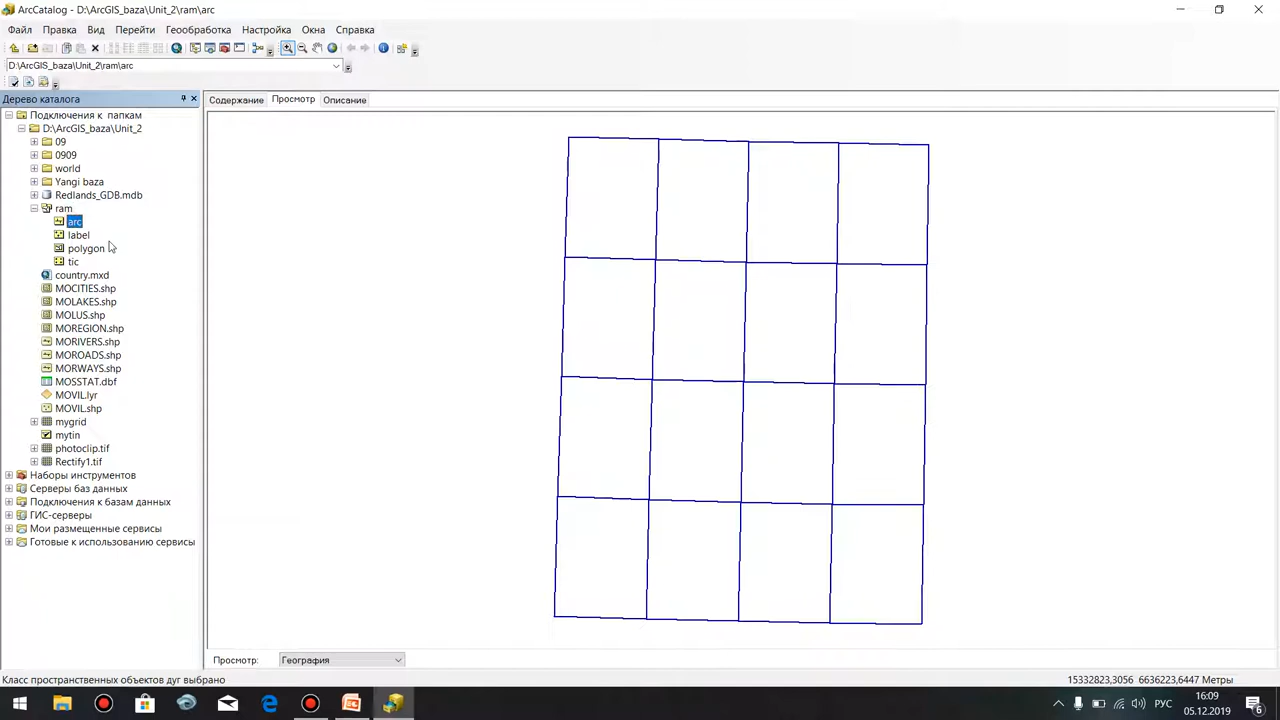 ArcCatalog - D:\ArcGIS_baza\Unit_2\ram\arc
Файл Правка Вид Перейти Геообработка Настройка Окна Справка
D:\ArcGIS_baza\Unit_2\ram\arc
Дерево каталога
Содержание Просмотр Описание
Подключения к папкам
D:\ArcGIS_baza\Unit_2
09
0909
world
Yangi baza
Redlands_GDB.mdb
ram
arc
label
polygon
tic
country.mxd
MOCITIES.shp
MOLAKES.shp
MOLUS.shp
MOREGION.shp
MORIVERS.shp
MOROADS.shp
MORWAYS.shp
MOSSTAT.dbf
MOVIL.lyr
MOVIL.shp
mygrid
mytin
photoclip.tif
Rectify1.tif
Наборы инструментов
Серверы баз данных
Подключения к базам данных
ГИС-серверы
Мои размещенные сервисы
Готовые к использованию сервисы
Просмотр: География
Класс пространственных объектов дуг выбрано
15332823,3056 6636223,6447 Метры
РУС
16:09
05.12.2019
6